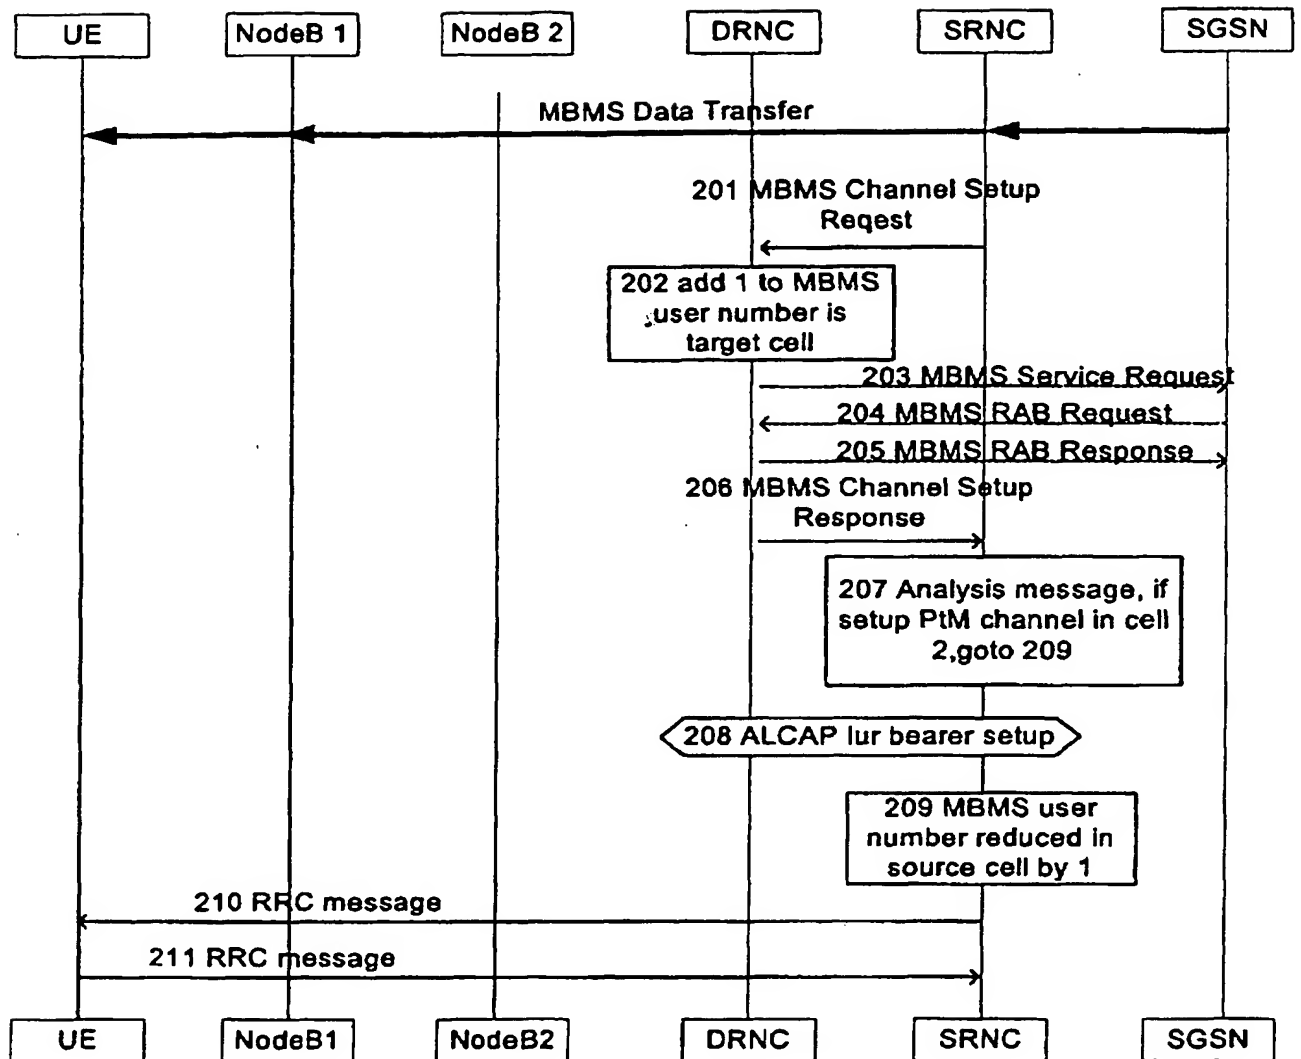 UE NodeB 1 NodeB 2 DRNC SRNC SGSN
MBMS Data Transfer
201 MBMS Channel Setup
Reqest
202 add 1 to MBMS
user number is
target cell
203 MBMS Service Request
204 MBMS RAB Request
205 MBMS RAB Response
206 MBMS Channel Setup
Response
207 Analysis message, if
setup PtM channel in cell
2,goto 209
208 ALCAP Iur bearer setup
209 MBMS user
number reduced in
source cell by 1
210 RRC message
211 RRC message
UE NodeB1 NodeB2 DRNC SRNC SGSN